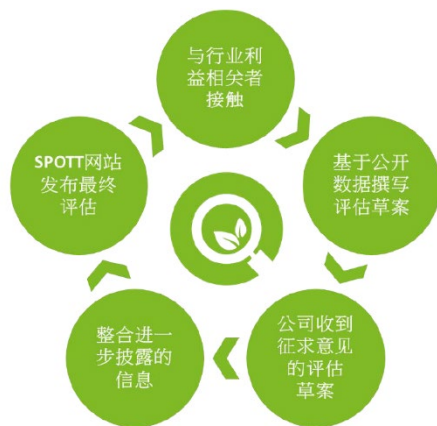 与行业利
益相关者
接触
基于公开
数据撰写
评估草案
公司收到
征求意见
的评估
草案
整合进一
步披露的
信息
SPOTT网站
发布最终
评估